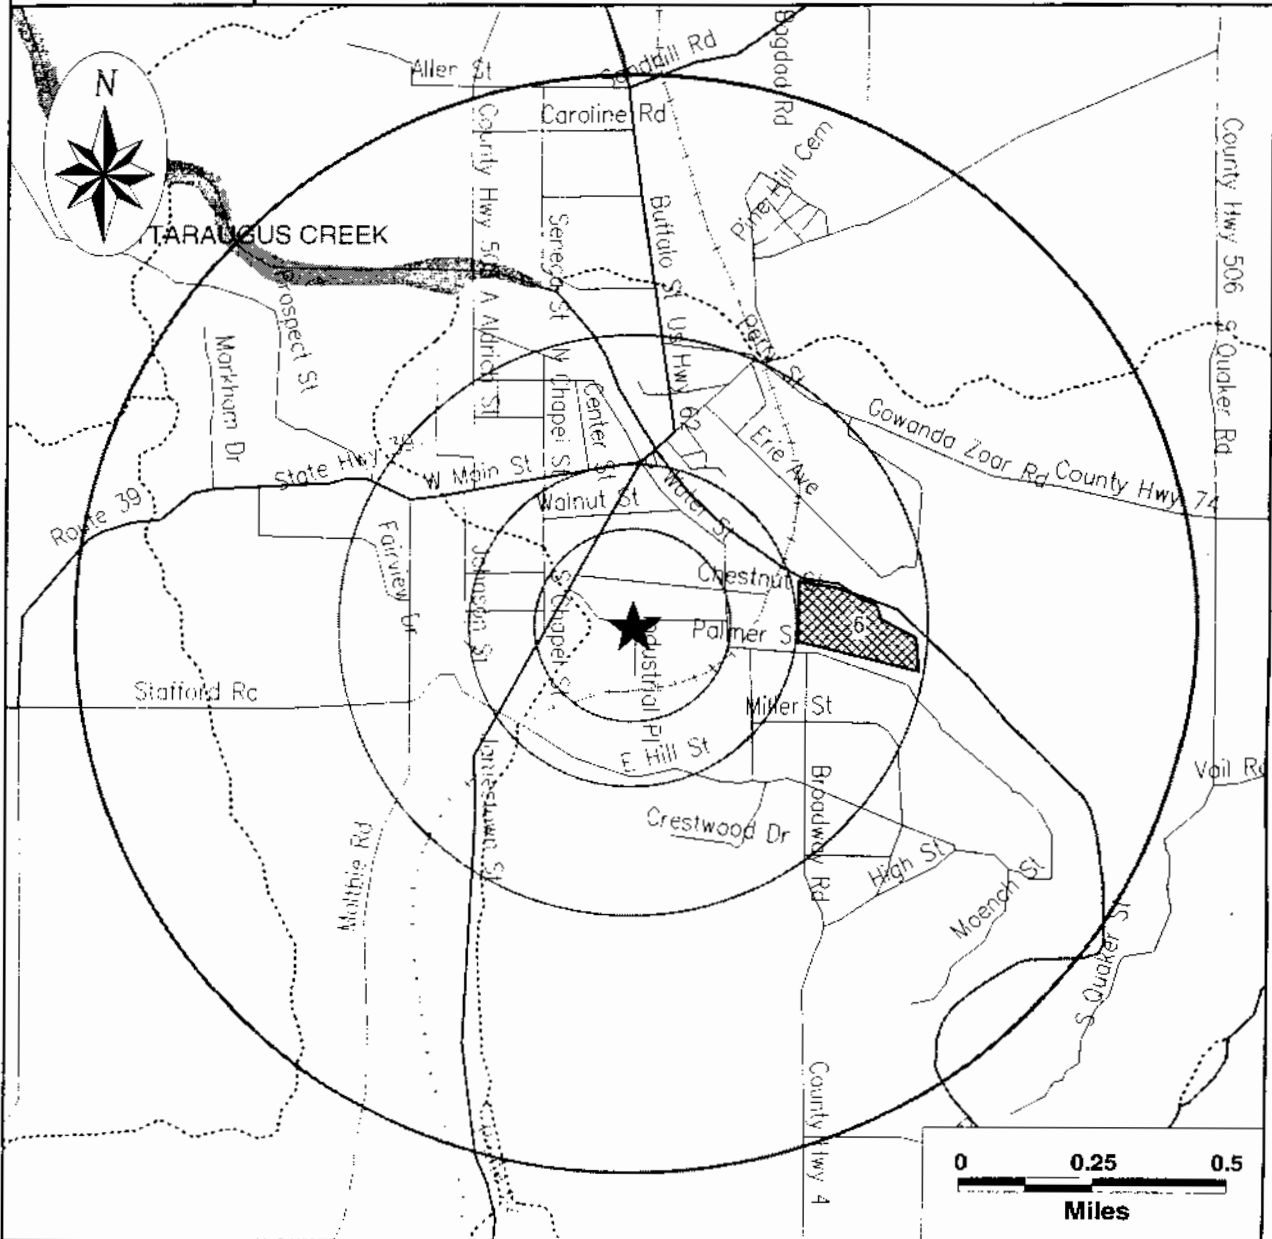 Bagdad Rd
Sandhill Rd
Aller St
N
Caroline Rd
County Hwy 506
S Quaker Rd
Pine Hill Cem
County Hwy 50
A Aldrich St
Seneca St
Buffalo St
US Hwy 62
TTARAUGUS CREEK
Prospect St
Markham Dr
N Chapel St
Center St
Perry St
Gowanda Zoar Rd
County Hwy 74
Erie Ave
State Hwy 39
Route 39
W Main St
Walnut St
Water St
Fairview Dr
Johnson St
S Chapel St
Chestnut St
Palmer S
6
Industrial Pl
Stafford Rd
Miller St
E Hill St
Vail Rd
Broadway Rd
Crestwood Dr
High St
Moench St
Jamestown St
Malthie Rd
S Quaker St
County Hwy 4
0 0.25 0.5
Miles